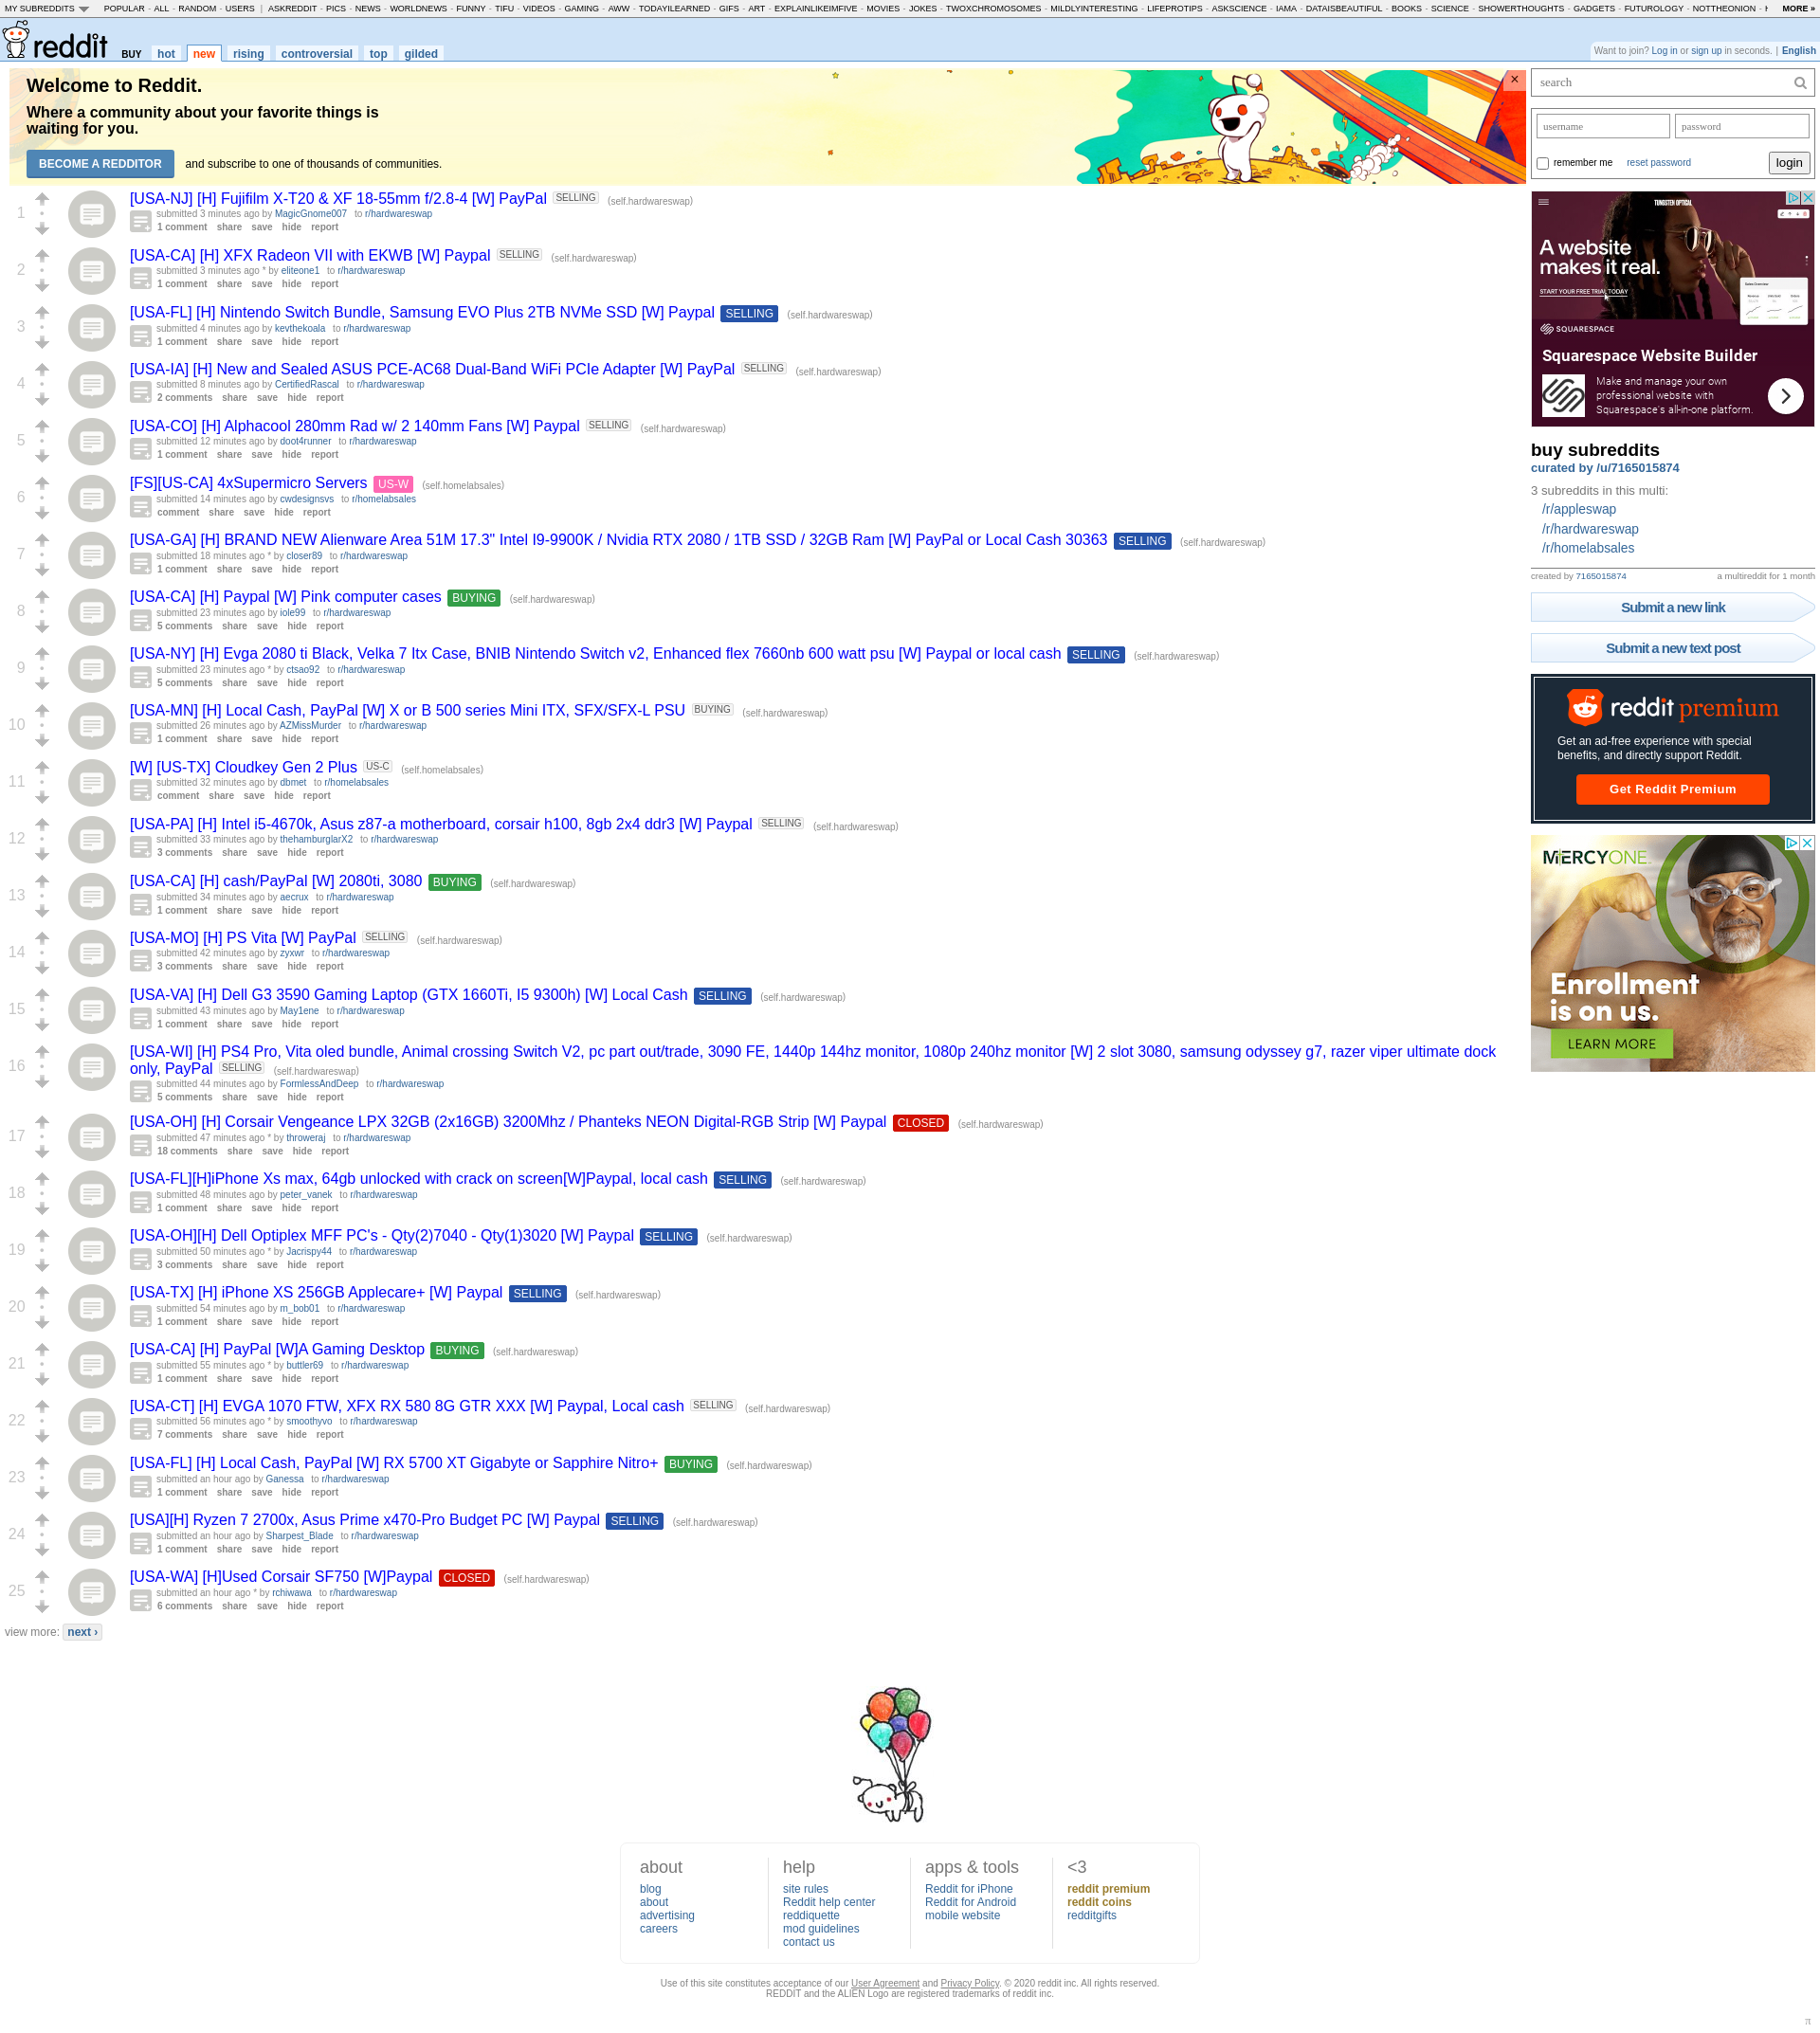 MY SUBREDDITS POPULAR - ALL - RANDOM - USERS | ASKREDDIT - PICS - NEWS - WORLDNEWS - FUNNY - TIFU - VIDEOS - GAMING - AWW - TODAYILEARNED - GIFS - ART - EXPLAINLIKEIMFIVE - MOVIES - JOKES - TWOXCHROMOSOMES - MILDLYINTERESTING - LIFEPROTIPS - ASKSCIENCE - IAMA - DATAISBEAUTIFUL - BOOKS - SCIENCE - SHOWERTHOUGHTS - GADGETS - FUTUROLOGY - NOTTHEONION - MORE »
reddit BUY hot new rising controversial top gilded
Want to join? Log in or sign up in seconds. | English
Welcome to Reddit.
Where a community about your favorite things is
waiting for you.
BECOME A REDDITOR and subscribe to one of thousands of communities.
×
1
[USA-NJ] [H] Fujifilm X-T20 & XF 18-55mm f/2.8-4 [W] PayPal SELLING (self.hardwareswap)
submitted 3 minutes ago by MagicGnome007 to r/hardwareswap
1 comment share save hide report
2
[USA-CA] [H] XFX Radeon VII with EKWB [W] Paypal SELLING (self.hardwareswap)
submitted 3 minutes ago * by eliteone1 to r/hardwareswap
1 comment share save hide report
3
[USA-FL] [H] Nintendo Switch Bundle, Samsung EVO Plus 2TB NVMe SSD [W] Paypal SELLING (self.hardwareswap)
submitted 4 minutes ago by kevthekoala to r/hardwareswap
1 comment share save hide report
4
[USA-IA] [H] New and Sealed ASUS PCE-AC68 Dual-Band WiFi PCIe Adapter [W] PayPal SELLING (self.hardwareswap)
submitted 8 minutes ago by CertifiedRascal to r/hardwareswap
2 comments share save hide report
5
[USA-CO] [H] Alphacool 280mm Rad w/ 2 140mm Fans [W] Paypal SELLING (self.hardwareswap)
submitted 12 minutes ago by doot4runner to r/hardwareswap
1 comment share save hide report
6
[FS][US-CA] 4xSupermicro Servers US-W (self.homelabsales)
submitted 14 minutes ago by cwdesignsvs to r/homelabsales
comment share save hide report
7
[USA-GA] [H] BRAND NEW Alienware Area 51M 17.3" Intel I9-9900K / Nvidia RTX 2080 / 1TB SSD / 32GB Ram [W] PayPal or Local Cash 30363 SELLING (self.hardwareswap)
submitted 18 minutes ago * by closer89 to r/hardwareswap
1 comment share save hide report
8
[USA-CA] [H] Paypal [W] Pink computer cases BUYING (self.hardwareswap)
submitted 23 minutes ago by iole99 to r/hardwareswap
5 comments share save hide report
9
[USA-NY] [H] Evga 2080 ti Black, Velka 7 Itx Case, BNIB Nintendo Switch v2, Enhanced flex 7660nb 600 watt psu [W] Paypal or local cash SELLING (self.hardwareswap)
submitted 23 minutes ago * by ctsao92 to r/hardwareswap
5 comments share save hide report
10
[USA-MN] [H] Local Cash, PayPal [W] X or B 500 series Mini ITX, SFX/SFX-L PSU BUYING (self.hardwareswap)
submitted 26 minutes ago by AZMissMurder to r/hardwareswap
1 comment share save hide report
11
[W] [US-TX] Cloudkey Gen 2 Plus US-C (self.homelabsales)
submitted 32 minutes ago by dbmet to r/homelabsales
comment share save hide report
12
[USA-PA] [H] Intel i5-4670k, Asus z87-a motherboard, corsair h100, 8gb 2x4 ddr3 [W] Paypal SELLING (self.hardwareswap)
submitted 33 minutes ago by thehamburglarX2 to r/hardwareswap
3 comments share save hide report
13
[USA-CA] [H] cash/PayPal [W] 2080ti, 3080 BUYING (self.hardwareswap)
submitted 34 minutes ago by aecrux to r/hardwareswap
1 comment share save hide report
14
[USA-MO] [H] PS Vita [W] PayPal SELLING (self.hardwareswap)
submitted 42 minutes ago by zyxwr to r/hardwareswap
3 comments share save hide report
15
[USA-VA] [H] Dell G3 3590 Gaming Laptop (GTX 1660Ti, I5 9300h) [W] Local Cash SELLING (self.hardwareswap)
submitted 43 minutes ago by May1ene to r/hardwareswap
1 comment share save hide report
16
[USA-WI] [H] PS4 Pro, Vita oled bundle, Animal crossing Switch V2, pc part out/trade, 3090 FE, 1440p 144hz monitor, 1080p 240hz monitor [W] 2 slot 3080, samsung odyssey g7, razer viper ultimate dock
only, PayPal SELLING (self.hardwareswap)
submitted 44 minutes ago by FormlessAndDeep to r/hardwareswap
5 comments share save hide report
17
[USA-OH] [H] Corsair Vengeance LPX 32GB (2x16GB) 3200Mhz / Phanteks NEON Digital-RGB Strip [W] Paypal CLOSED (self.hardwareswap)
submitted 47 minutes ago * by throweraj to r/hardwareswap
18 comments share save hide report
18
[USA-FL][H]iPhone Xs max, 64gb unlocked with crack on screen[W]Paypal, local cash SELLING (self.hardwareswap)
submitted 48 minutes ago by peter_vanek to r/hardwareswap
1 comment share save hide report
19
[USA-OH][H] Dell Optiplex MFF PC's - Qty(2)7040 - Qty(1)3020 [W] Paypal SELLING (self.hardwareswap)
submitted 50 minutes ago * by Jacrispy44 to r/hardwareswap
3 comments share save hide report
20
[USA-TX] [H] iPhone XS 256GB Applecare+ [W] Paypal SELLING (self.hardwareswap)
submitted 54 minutes ago by m_bob01 to r/hardwareswap
1 comment share save hide report
21
[USA-CA] [H] PayPal [W]A Gaming Desktop BUYING (self.hardwareswap)
submitted 55 minutes ago * by buttler69 to r/hardwareswap
1 comment share save hide report
22
[USA-CT] [H] EVGA 1070 FTW, XFX RX 580 8G GTR XXX [W] Paypal, Local cash SELLING (self.hardwareswap)
submitted 56 minutes ago * by smoothyvo to r/hardwareswap
7 comments share save hide report
23
[USA-FL] [H] Local Cash, PayPal [W] RX 5700 XT Gigabyte or Sapphire Nitro+ BUYING (self.hardwareswap)
submitted an hour ago by Ganessa to r/hardwareswap
1 comment share save hide report
24
[USA][H] Ryzen 7 2700x, Asus Prime x470-Pro Budget PC [W] Paypal SELLING (self.hardwareswap)
submitted an hour ago by Sharpest_Blade to r/hardwareswap
1 comment share save hide report
25
[USA-WA] [H]Used Corsair SF750 [W]Paypal CLOSED (self.hardwareswap)
submitted an hour ago * by rchiwawa to r/hardwareswap
6 comments share save hide report
view more: next ›
search
username password
remember me reset password login
TUNGSTEN OPTICAL
A website
makes it real.
START YOUR FREE TRIAL TODAY
SQUARESPACE
Squarespace Website Builder
Make and manage your own
professional website with
Squarespace's all-in-one platform.
buy subreddits
curated by /u/7165015874
3 subreddits in this multi:
/r/appleswap
/r/hardwareswap
/r/homelabsales
created by 7165015874 a multireddit for 1 month
Submit a new link
Submit a new text post
reddit premium
Get an ad-free experience with special
benefits, and directly support Reddit.
Get Reddit Premium
MERCYONE
Enrollment
is on us.
LEARN MORE
about
blog
about
advertising
careers
help
site rules
Reddit help center
reddiquette
mod guidelines
contact us
apps & tools
Reddit for iPhone
Reddit for Android
mobile website
<3
reddit premium
reddit coins
redditgifts
Use of this site constitutes acceptance of our User Agreement and Privacy Policy. © 2020 reddit inc. All rights reserved.
REDDIT and the ALIEN Logo are registered trademarks of reddit inc.
π